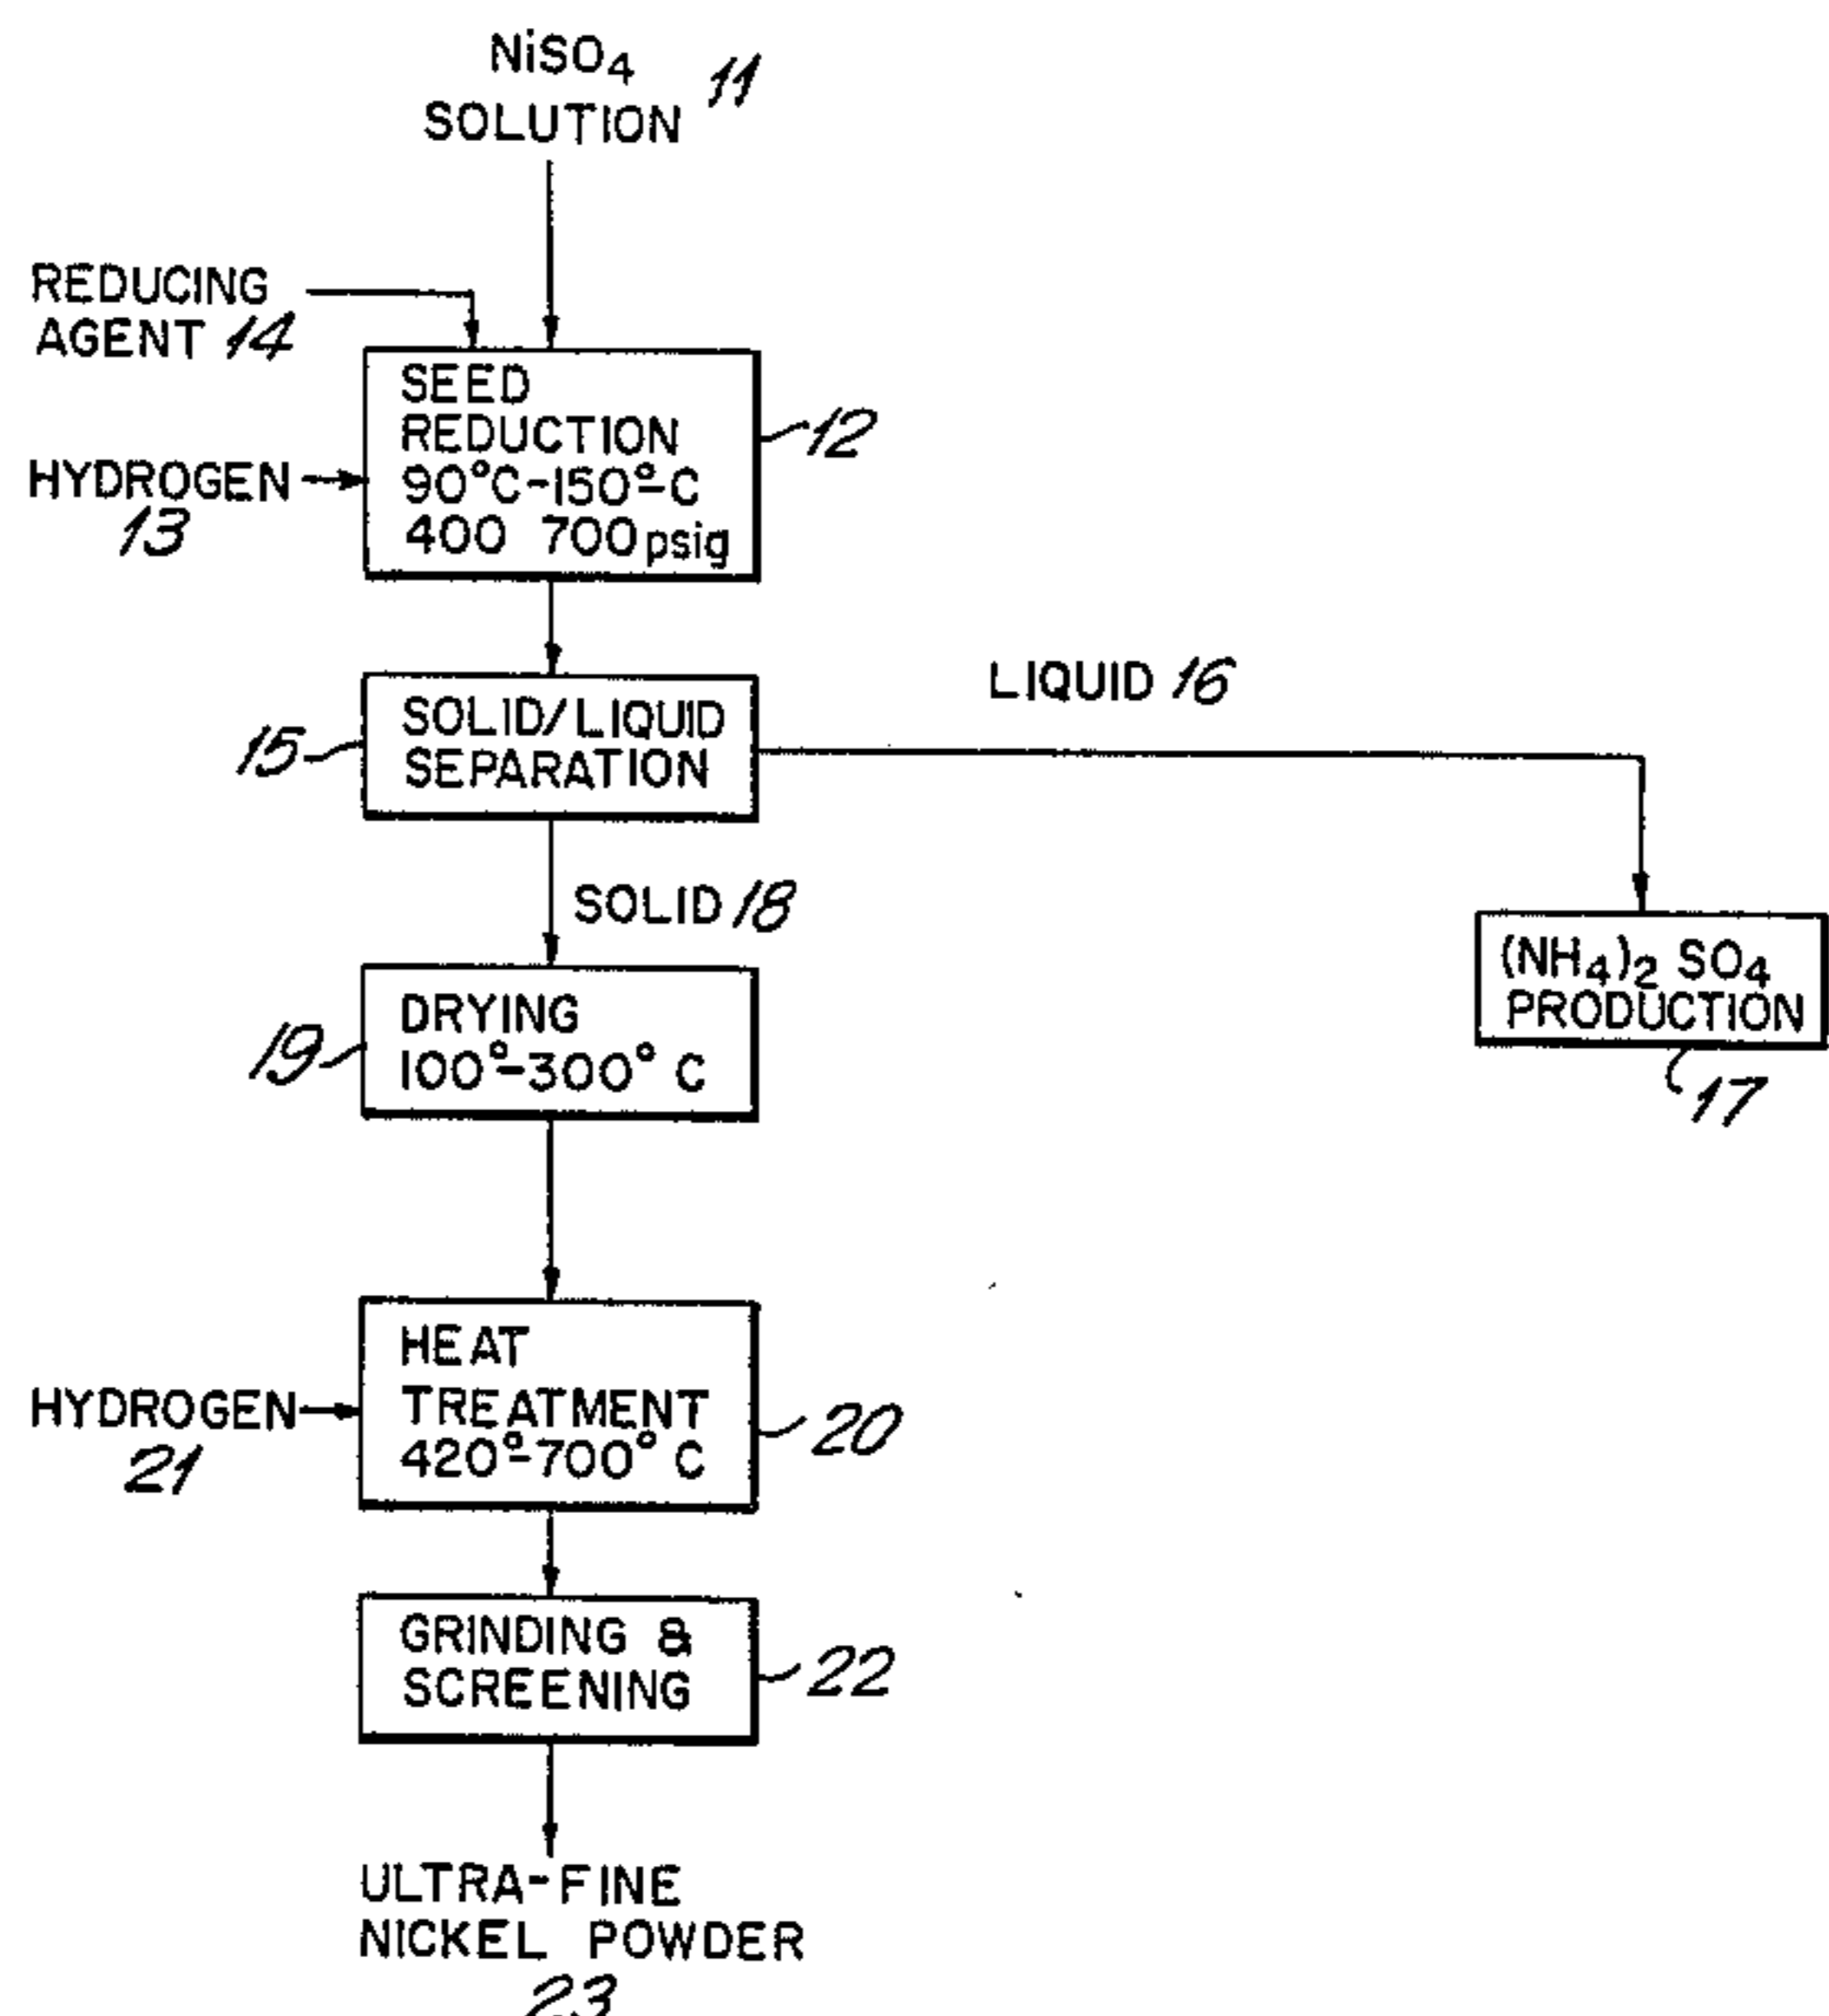 NiSO4
SOLUTION 11
REDUCING
AGENT 14
SEED
REDUCTION
90°C-150°-C
400 700 psig
12
HYDROGEN
13
SOLID/LIQUID
SEPARATION
15
LIQUID 16
SOLID 18
(NH4)2 SO4
PRODUCTION
17
DRYING
100°-300° C
19
HEAT
TREATMENT
420°-700° C
20
HYDROGEN
21
GRINDING &
SCREENING
22
ULTRA-FINE
NICKEL POWDER
23